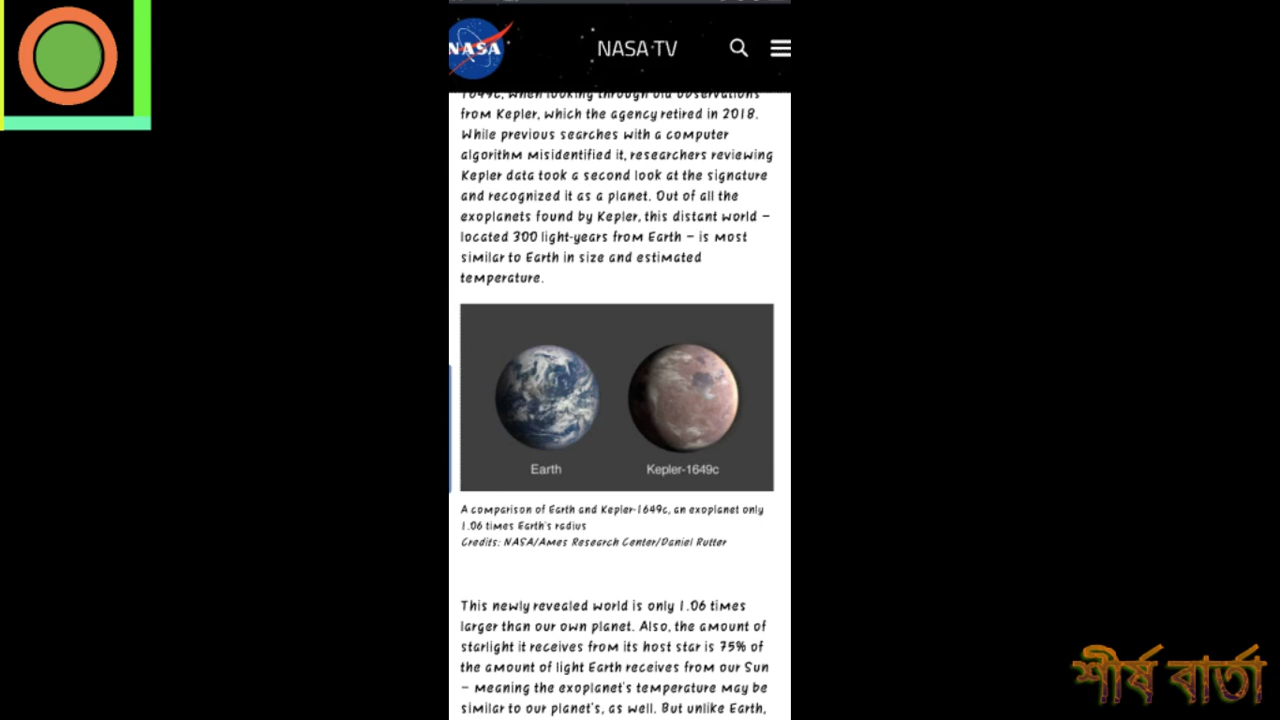 NASA
NASA TV
1649c, when looking through old observations
from Kepler, which the agency retired in 2018.
While previous searches with a computer
algorithm misidentified it, researchers reviewing
Kepler data took a second look at the signature
and recognized it as a planet. Out of all the
exoplanets found by Kepler, this distant world –
located 300 light-years from Earth – is most
similar to Earth in size and estimated
temperature.
Earth
Kepler-1649c
A comparison of Earth and Kepler-1649c, an exoplanet only
1.06 times Earth's radius
Credits: NASA/Ames Research Center/Daniel Rutter
This newly revealed world is only 1.06 times
larger than our own planet. Also, the amount of
starlight it receives from its host star is 75% of
the amount of light Earth receives from our Sun
– meaning the exoplanet's temperature may be
similar to our planet's, as well. But unlike Earth,
শীর্ষ বার্তা